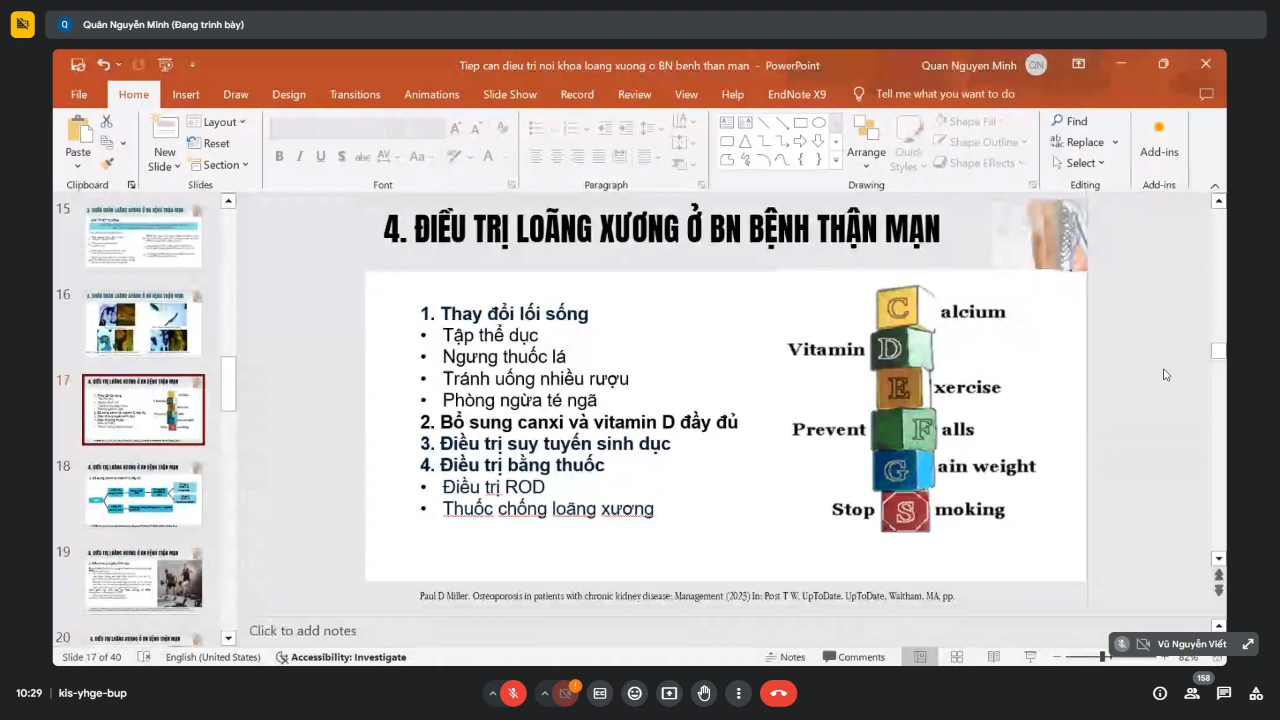 Quân Nguyễn Minh (Đang trình bày)
Tiep can dieu tri noi khoa loang xuong o BN benh than man - PowerPoint
Quan Nguyen Minh
QN
File Home Insert Draw Design Transitions Animations Slide Show Record Review View Help EndNote X9 Tell me what you want to do
Paste
Clipboard
New Slide
Layout
Reset
Section
Slides
Font
Paragraph
Arrange
Quick Styles
Shape Fill
Shape Outline
Shape Effects
Drawing
Find
Replace
Select
Editing
Add-ins
Add-ins
15
16
17
18
19
20
4. ĐIỀU TRỊ LOÃNG XƯƠNG Ở BN BỆNH THẬN MẠN
1. Thay đổi lối sống
• Tập thể dục
• Ngưng thuốc lá
• Tránh uống nhiều rượu
• Phòng ngừa té ngã
2. Bổ sung canxi và vitamin D đầy đủ
3. Điều trị suy tuyến sinh dục
4. Điều trị bằng thuốc
• Điều trị ROD
• Thuốc chống loãng xương
C alcium
Vitamin D
E xercise
Prevent F alls
G ain weight
Stop S moking
Paul D Miller. Osteoporosis in patients with chronic kidney disease: Management (2023) In: Post T W. UpToDate. UpToDate, Waltham, MA, pp.
Click to add notes
Vũ Nguyễn Viết
Slide 17 of 40
English (United States)
Accessibility: Investigate
Notes
Comments
82%
10:29 | kis-yhge-bup
158